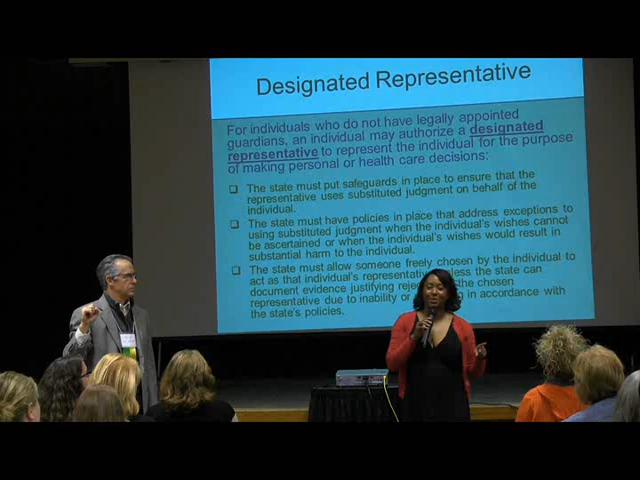 Designated Representative
For individuals who do not have legally appointed
guardians, an individual may authorize a designated
representative to represent the individual for the purpose
of making personal or health care decisions:
The state must put safeguards in place to ensure that the
representative uses substituted judgment on behalf of the
individual.
The state must have policies in place that address exceptions to
using substituted judgment when the individual's wishes cannot
be ascertained or when the individual's wishes would result in
substantial harm to the individual.
The state must allow someone freely chosen by the individual to
act as that individual's the state can
document evidence justifying the chosen
representative due to inability or in accordance with
the state's policies.